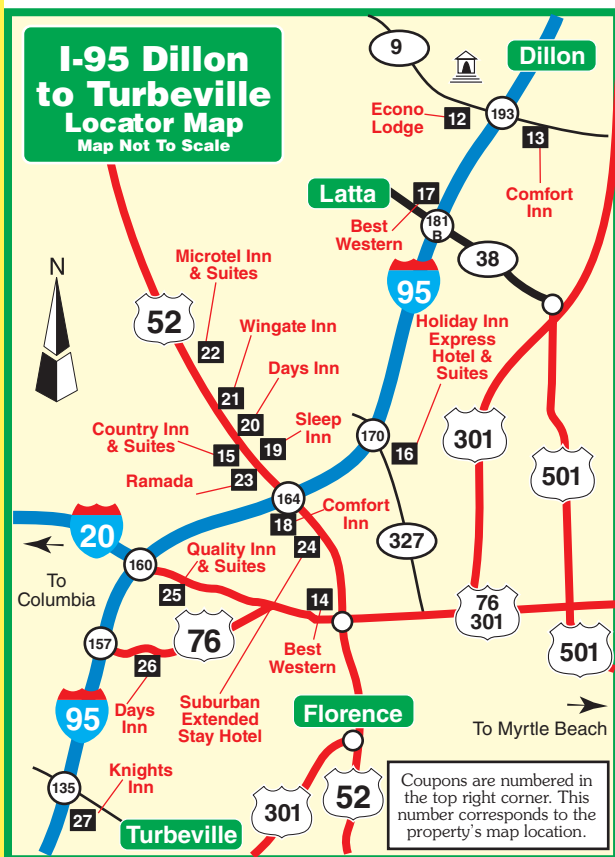 I-95 Dillon
to Turbeville
Locator Map
Map Not To Scale
9
Dillon
Econo
Lodge
12
193
13
Comfort
Inn
Latta
17
181
B
Best
Western
38
N
Microtel Inn
& Suites
95
52
22
Wingate Inn
Holiday Inn
Express
Hotel &
Suites
21
Days Inn
20
Sleep
Inn
19
Country Inn
& Suites
15
170
16
301
501
Ramada
23
164
18
Comfort
Inn
20
24
327
160
Quality Inn
& Suites
To
Columbia
25
14
76
301
157
76
26
Best
Western
501
95
Days
Inn
Suburban
Extended
Stay Hotel
Florence
To Myrtle Beach
Knights
Inn
135
27
301
52
Turbeville
Coupons are numbered in
the top right corner. This
number corresponds to the
property's map location.